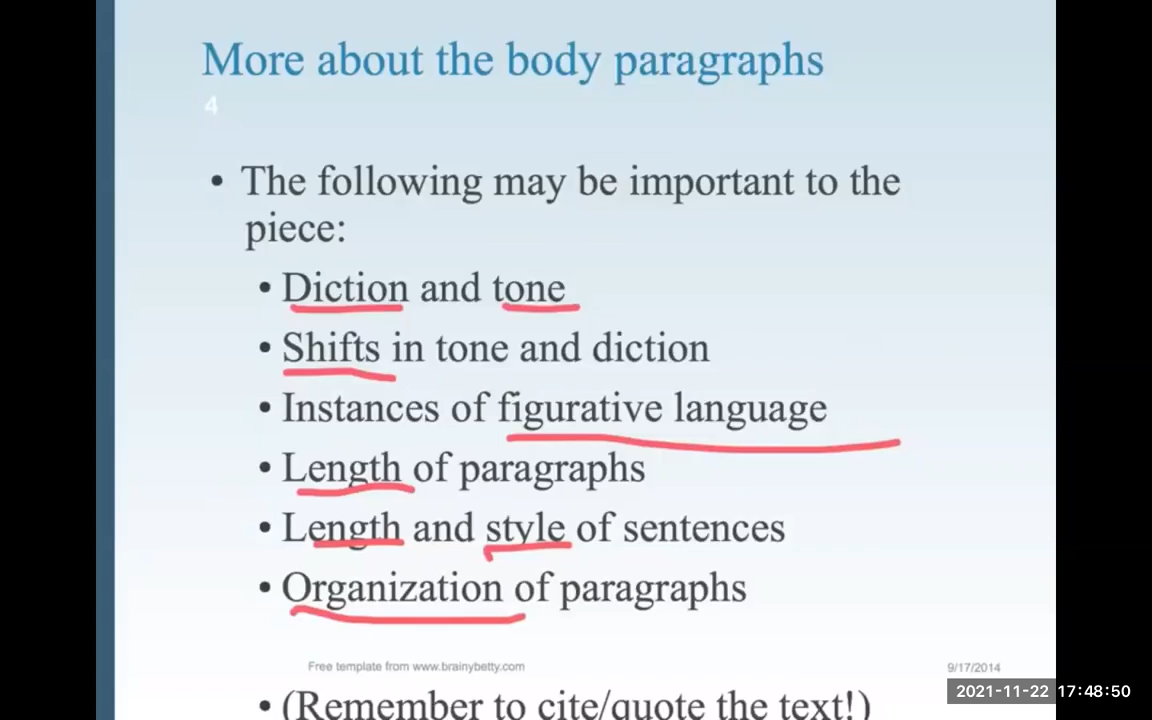 More about the body paragraphs
4
• The following may be important to the
piece:
• Diction and tone
• Shifts in tone and diction
• Instances of figurative language
• Length of paragraphs
• Length and style of sentences
• Organization of paragraphs
Free template from www.brainybetty.com
9/17/2014
• (Remember to cite/quote the text!)
2021-11-22 17:48:50